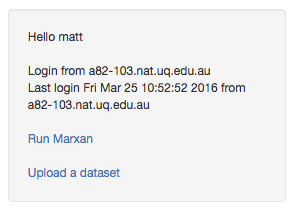 Hello matt
Login from a82-103.nat.uq.edu.au
Last login Fri Mar 25 10:52:52 2016 from
a82-103.nat.uq.edu.au
Run Marxan
Upload a dataset